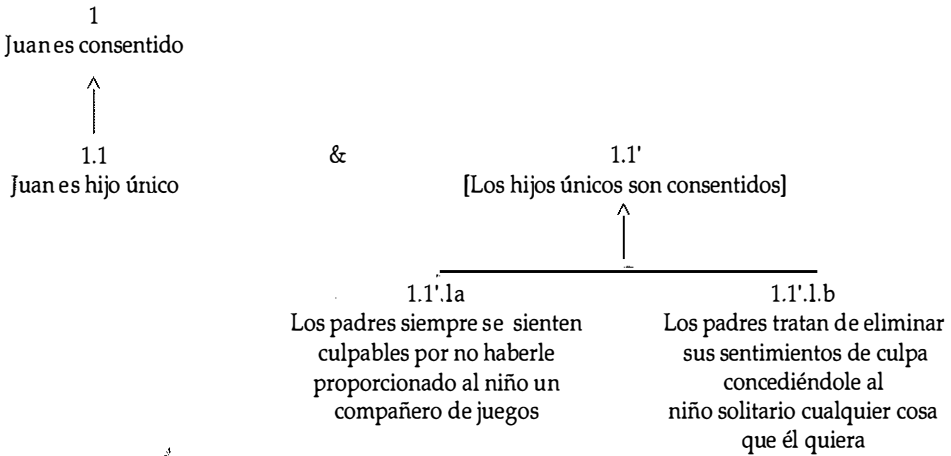 1
Juan es consentido
1.1
Juan es hijo único
&
1.1'
[Los hijos únicos son consentidos]
1.1'.1a
Los padres siempre se sienten
culpables por no haberle
proporcionado al niño un
compañero de juegos
1.1'.1.b
Los padres tratan de eliminar
sus sentimientos de culpa
concediéndole al
niño solitario cualquier cosa
que él quiera